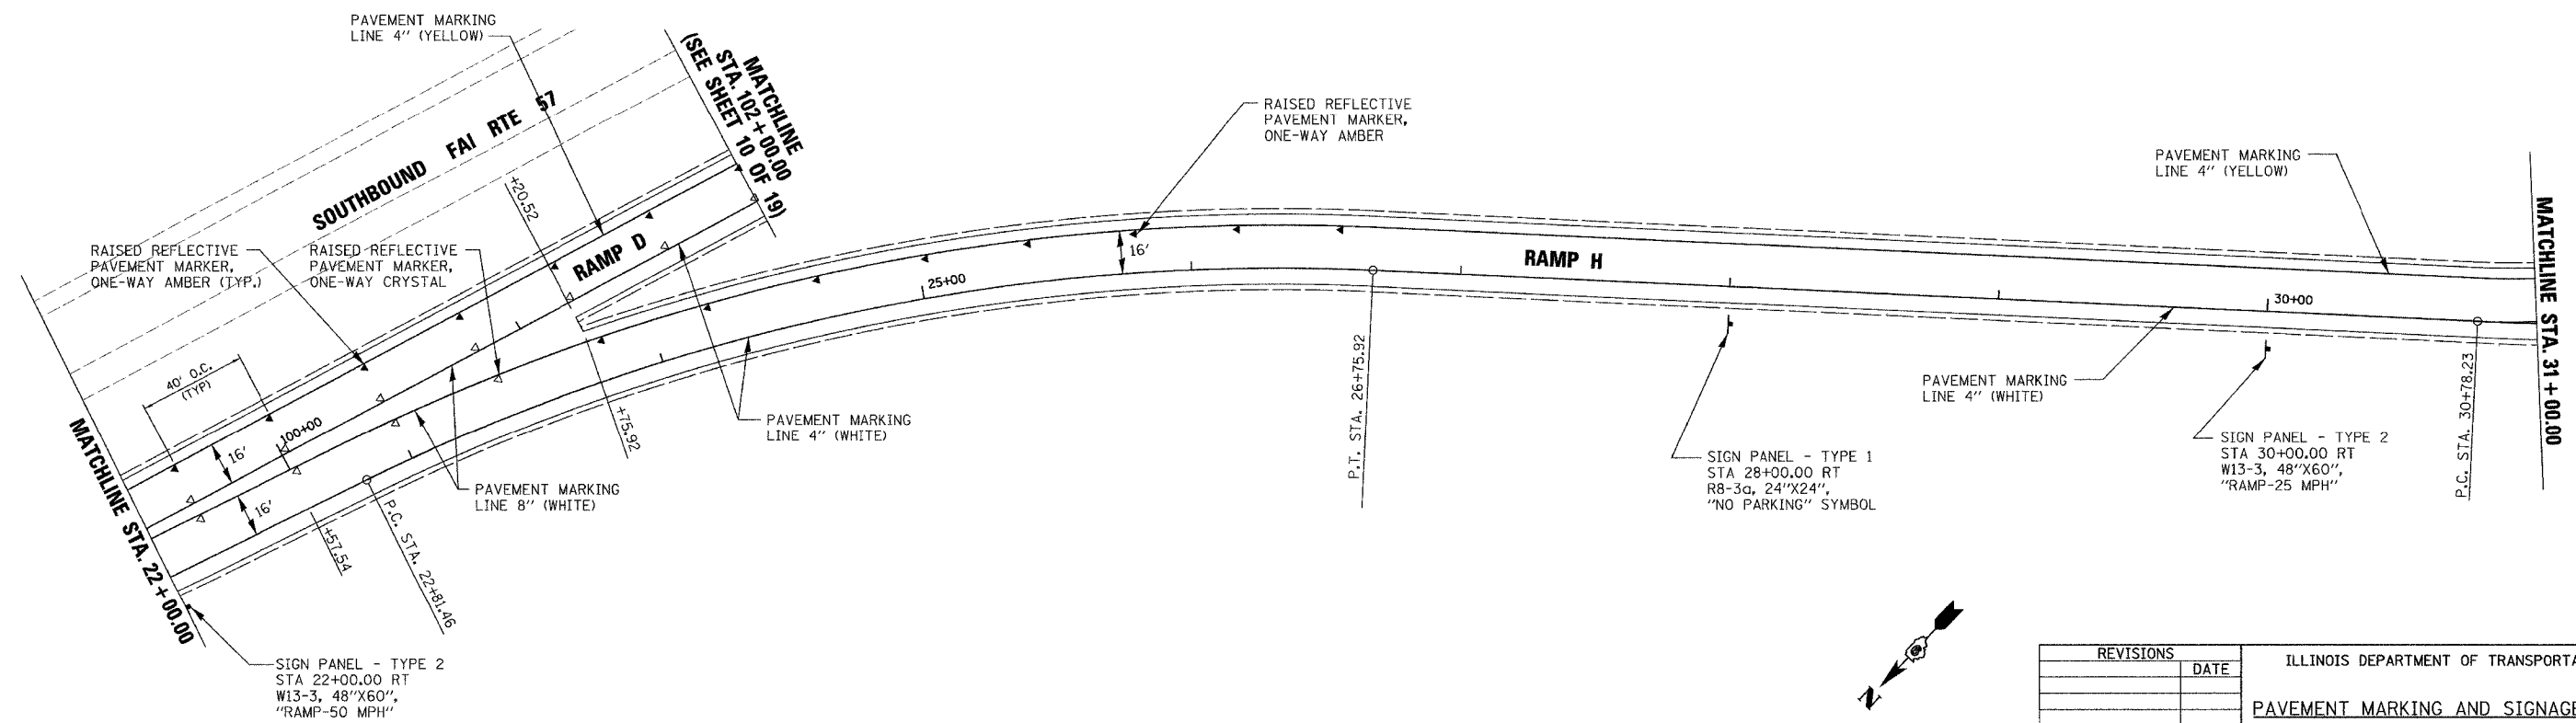 PAVEMENT MARKING
LINE 4" (YELLOW)
SOUTHBOUND FAI RTE 57
MATCHLINE
STA. 102+00.00
(SEE SHEET 10 OF 19)
+20.52
RAMP D
RAISED REFLECTIVE
PAVEMENT MARKER,
ONE-WAY AMBER (TYP.)
RAISED REFLECTIVE
PAVEMENT MARKER,
ONE-WAY CRYSTAL
40' O.C.
(TYP)
100+00
16'
16'
MATCHLINE STA. 22+00.00
+57.54
P.C. STA. 22+81.46
PAVEMENT MARKING
LINE 8" (WHITE)
SIGN PANEL - TYPE 2
STA 22+00.00 RT
W13-3, 48"X60",
"RAMP-50 MPH"
+75.92
PAVEMENT MARKING
LINE 4" (WHITE)
25+00
RAISED REFLECTIVE
PAVEMENT MARKER,
ONE-WAY AMBER
16'
RAMP H
P.T. STA. 26+75.92
SIGN PANEL - TYPE 1
STA 28+00.00 RT
R8-3a, 24"X24",
"NO PARKING" SYMBOL
PAVEMENT MARKING
LINE 4" (YELLOW)
30+00
PAVEMENT MARKING
LINE 4" (WHITE)
SIGN PANEL - TYPE 2
STA 30+00.00 RT
W13-3, 48"X60",
"RAMP-25 MPH"
P.C. STA. 30+78.23
MATCHLINE STA. 31+00.00
N
REVISIONS
DATE
ILLINOIS DEPARTMENT OF TRANSPORTA
PAVEMENT MARKING AND SIGNAG